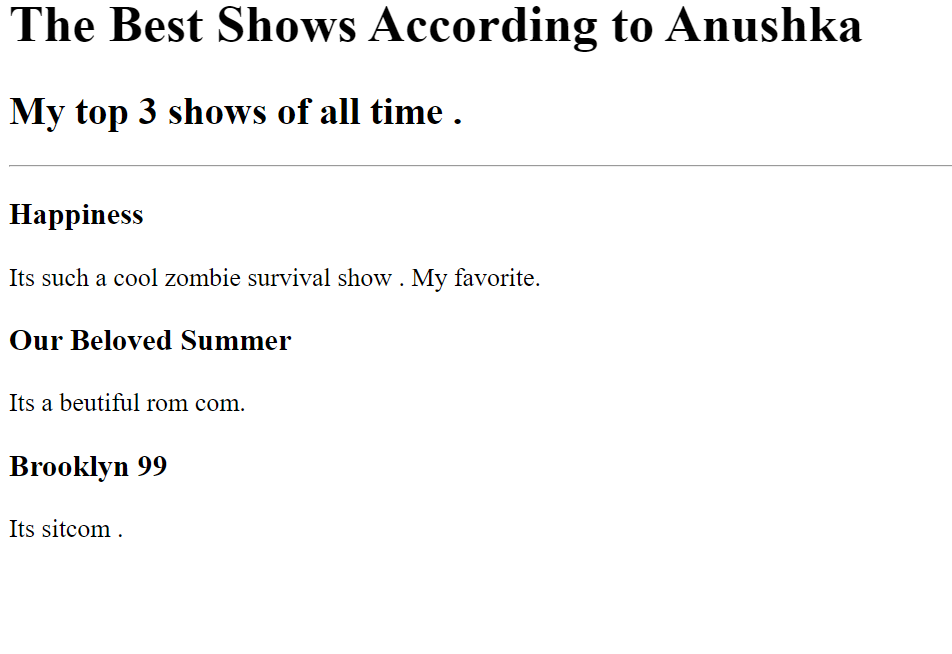 The Best Shows According to Anushka
My top 3 shows of all time .
Happiness
Its such a cool zombie survival show . My favorite.
Our Beloved Summer
Its a beutiful rom com.
Brooklyn 99
Its sitcom .